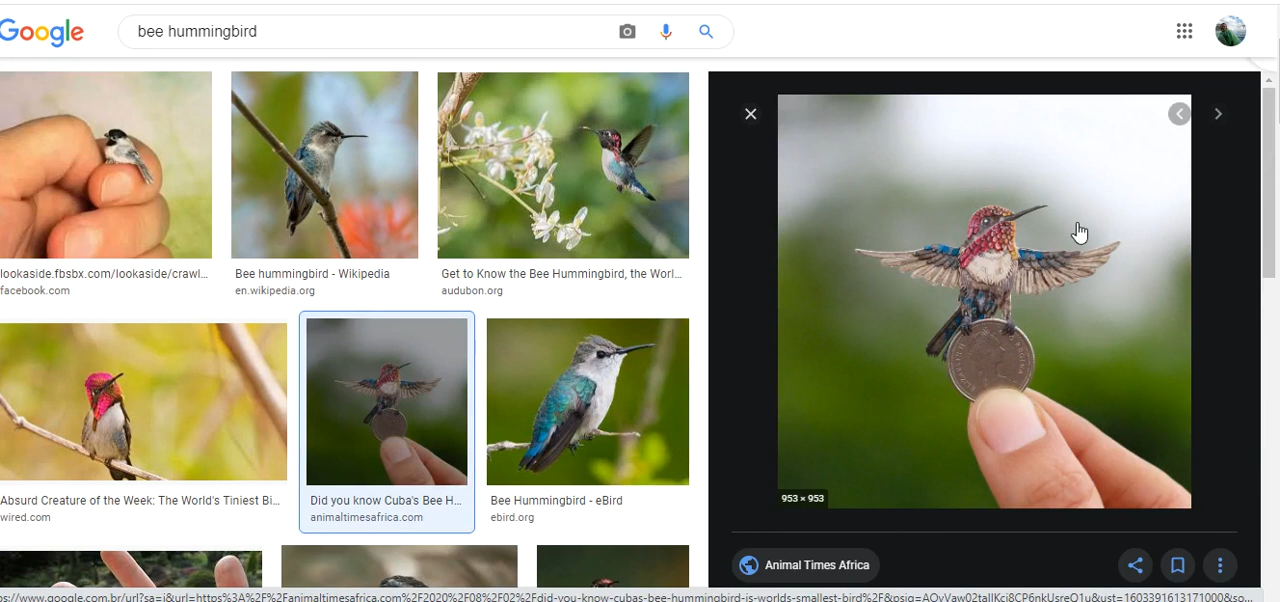 Google
bee hummingbird
lookaside.fbsbx.com/lookaside/crawl...
facebook.com
Bee hummingbird - Wikipedia
en.wikipedia.org
Get to Know the Bee Hummingbird, the Worl...
audubon.org
Absurd Creature of the Week: The World's Tiniest Bi...
wired.com
Did you know Cuba's Bee H...
animaltimesafrica.com
Bee Hummingbird - eBird
ebird.org
953 × 953
Animal Times Africa